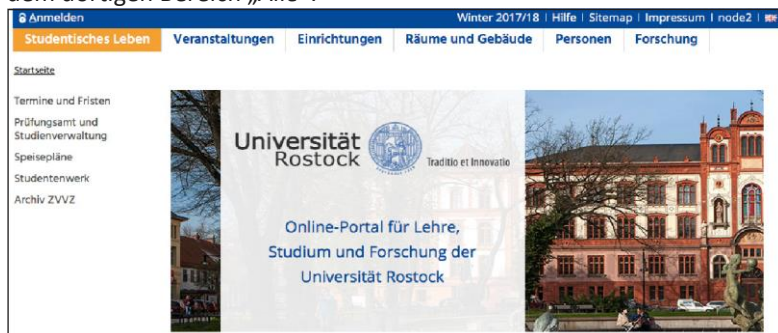 dem dortigen Bereich „Alle“.
Anmelden
Winter 2017/18 | Hilfe | Sitemap | Impressum | node2 |
Studentisches Leben Veranstaltungen Einrichtungen Räume und Gebäude Personen Forschung
Startseite
Termine und Fristen
Prüfungsamt und
Studienverwaltung
Speisepläne
Studentenwerk
Archiv ZVVZ
Universität
Rostock
Traditio et Innovatio
Online-Portal für Lehre,
Studium und Forschung der
Universität Rostock